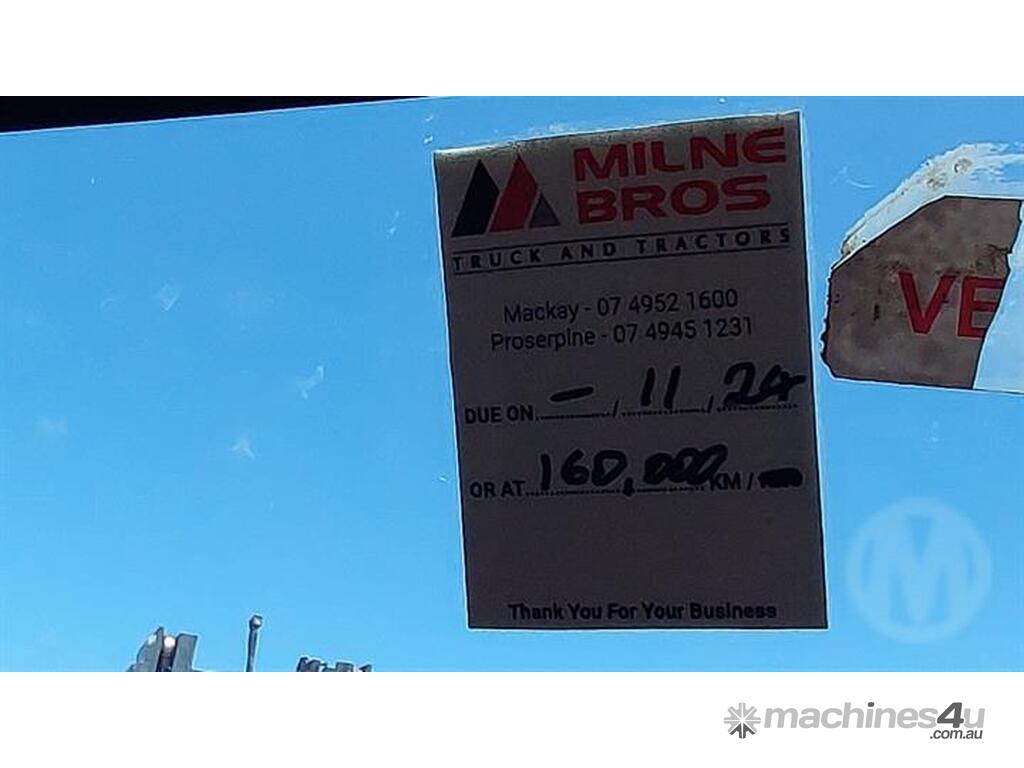 MILNE
BROS
TRUCK AND TRACTORS
Mackay - 07 4952 1600
Proserpine - 07 4945 1231
DUE ON - / 11 / 24
OR AT 160,000 KM /
Thank You For Your Business
VE
M
machines4u
.com.au